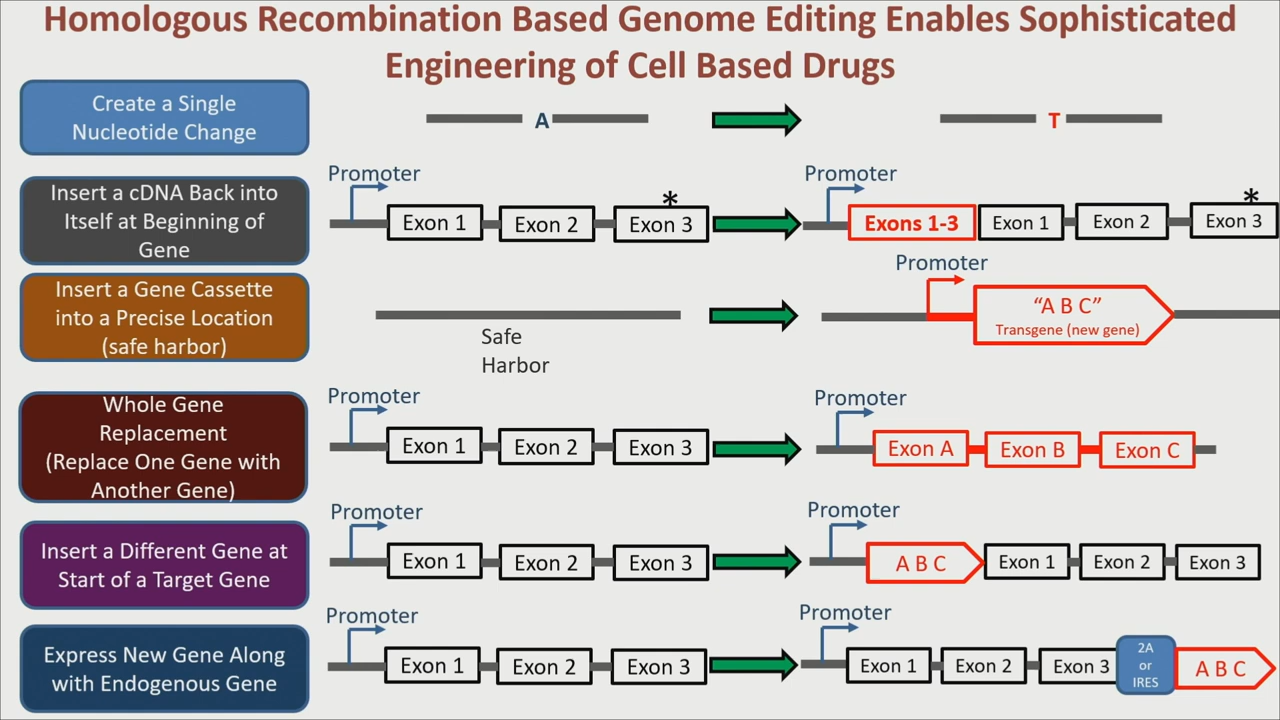 Homologous Recombination Based Genome Editing Enables Sophisticated
Engineering of Cell Based Drugs
Create a Single
Nucleotide Change
A
T
Insert a cDNA Back into
Itself at Beginning of
Gene
Promoter
Exon 1
Exon 2
*
Exon 3
Promoter
Exons 1-3
Exon 1
Exon 2
*
Exon 3
Insert a Gene Cassette
into a Precise Location
(safe harbor)
Safe
Harbor
Promoter
“A B C”
Transgene (new gene)
Whole Gene
Replacement
(Replace One Gene with
Another Gene)
Promoter
Exon 1
Exon 2
Exon 3
Promoter
Exon A
Exon B
Exon C
Insert a Different Gene at
Start of a Target Gene
Promoter
Exon 1
Exon 2
Exon 3
Promoter
A B C
Exon 1
Exon 2
Exon 3
Express New Gene Along
with Endogenous Gene
Promoter
Exon 1
Exon 2
Exon 3
Promoter
Exon 1
Exon 2
Exon 3
2A
or
IRES
A B C